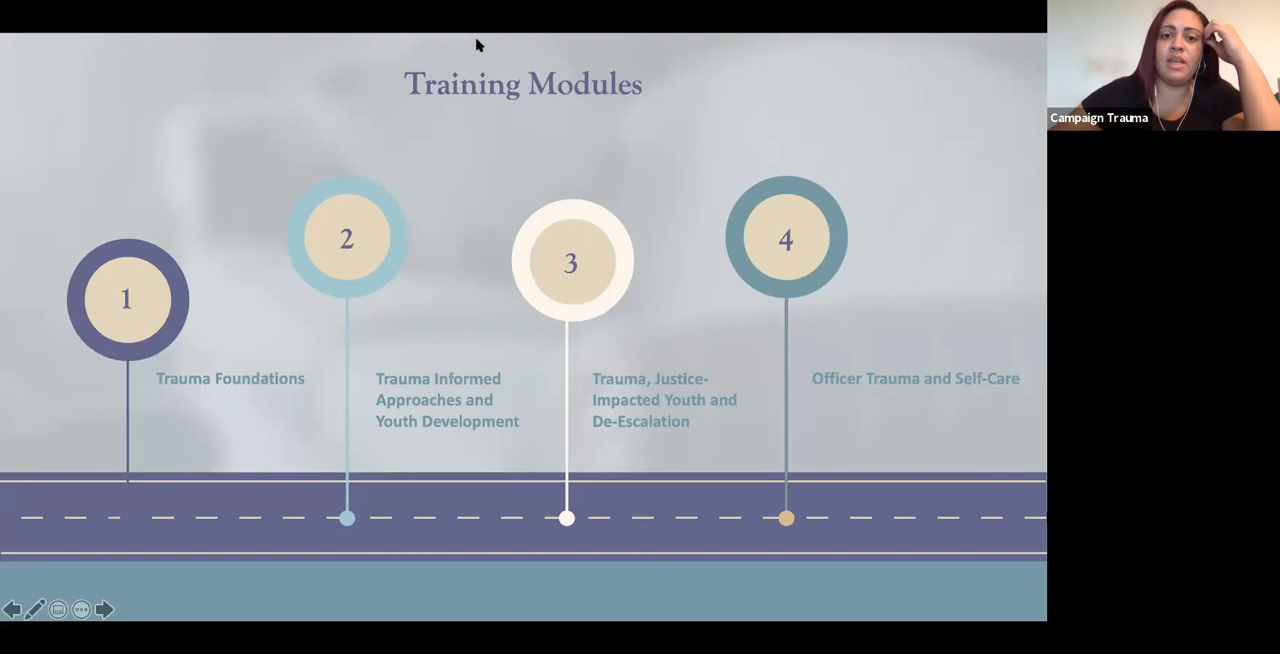 Training Modules
Campaign Trauma
1
2
3
4
Trauma Foundations
Trauma Informed
Approaches and
Youth Development
Trauma, Justice-
Impacted Youth and
De-Escalation
Officer Trauma and Self-Care